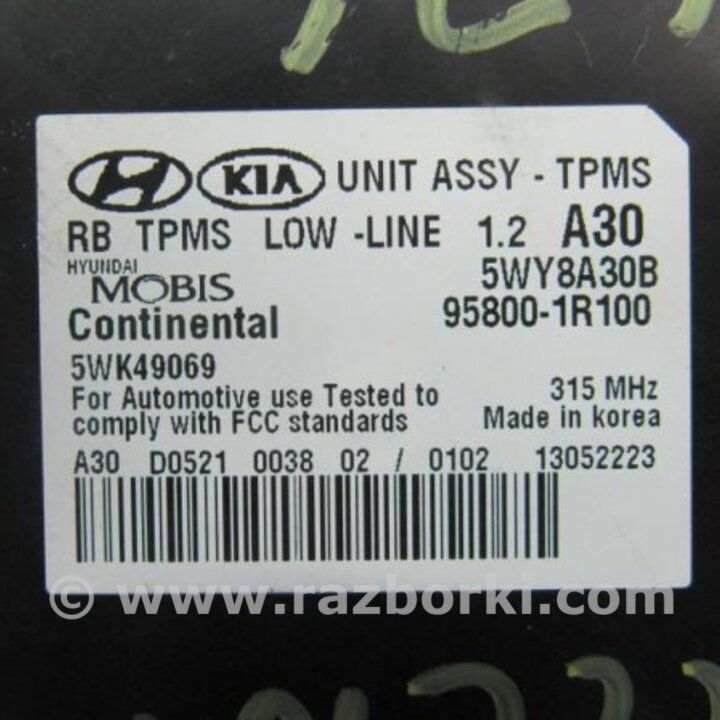 H KIA UNIT ASSY - TPMS
RB TPMS LOW -LINE 1.2 A30
HYUNDAI 5WY8A30B
MOBIS
Continental 95800-1R100
5WK49069
For Automotive use Tested to 315 MHz
comply with FCC standards Made in korea
A30 D0521 0038 02 / 0102 13052223
© www.razborki.com